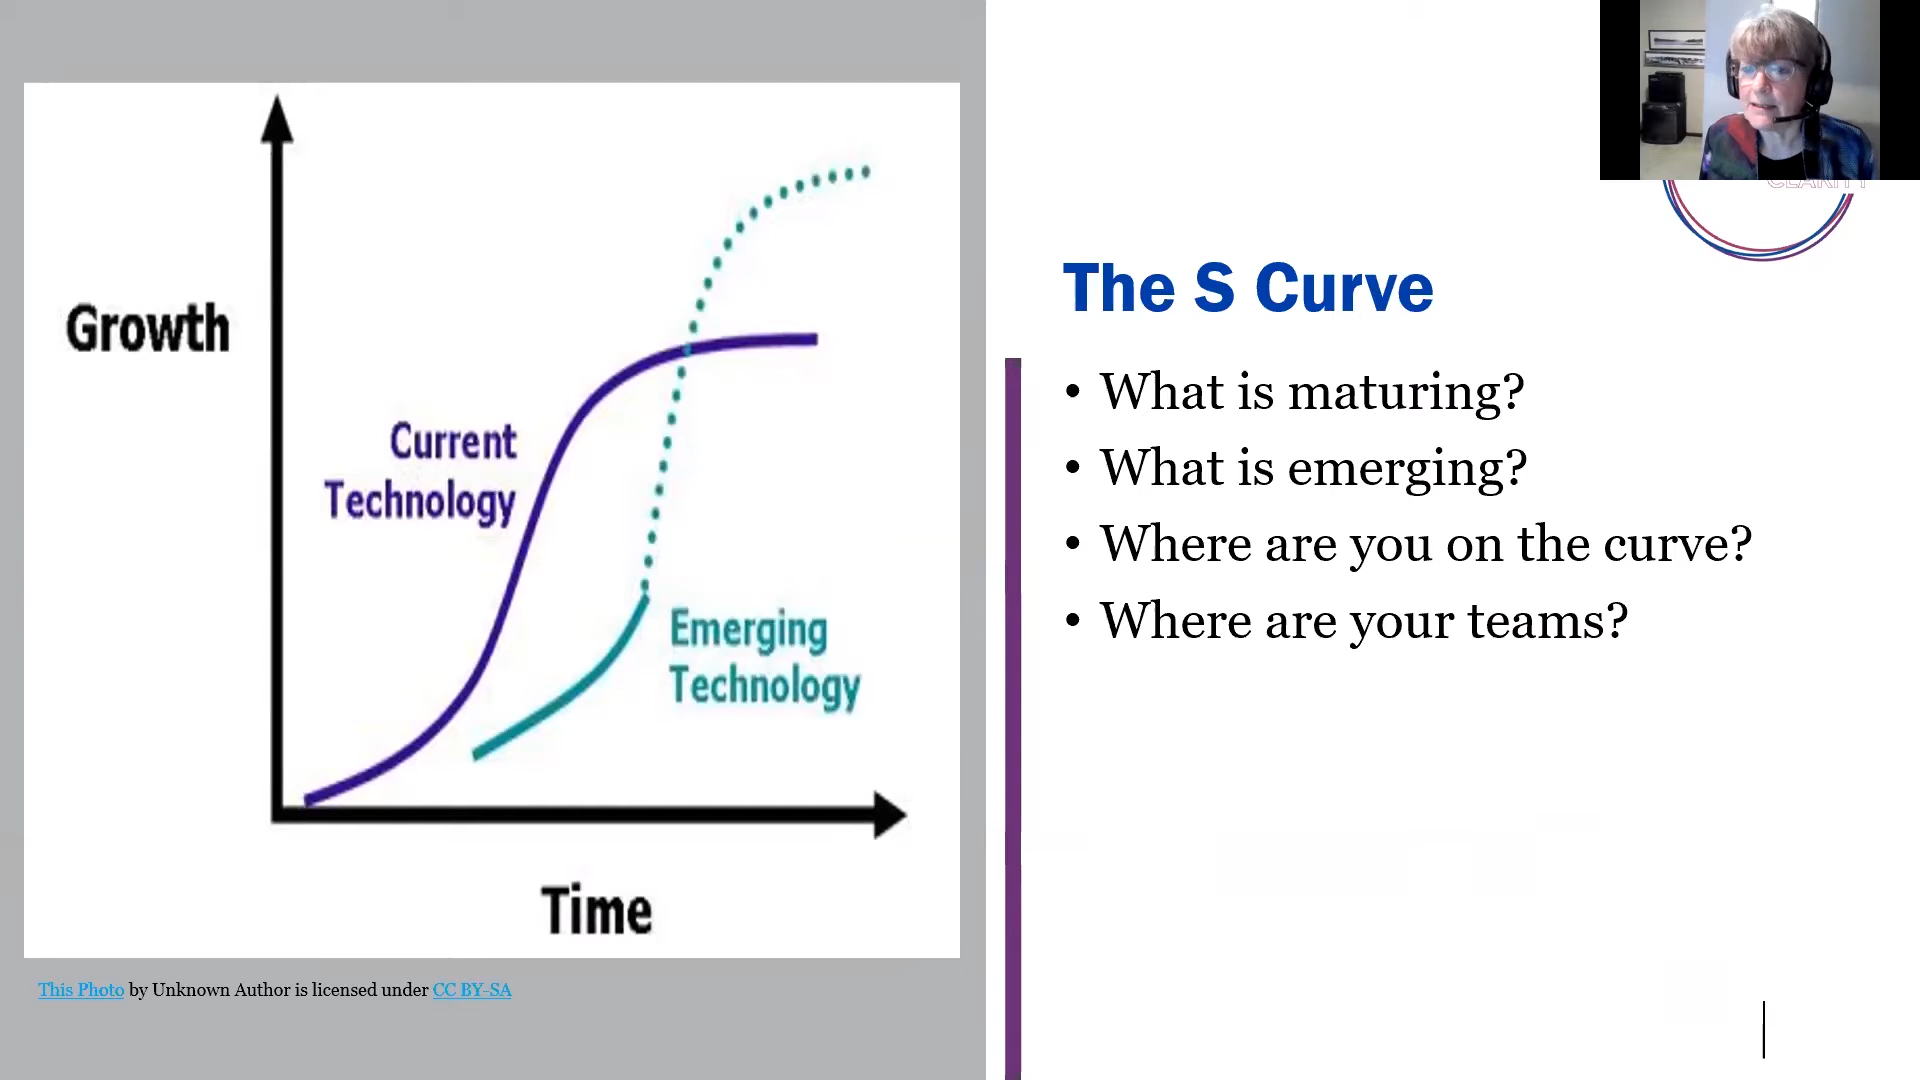 Growth
Current
Technology
Emerging
Technology
Time
This Photo by Unknown Author is licensed under CC BY-SA
CLARITY
The S Curve
• What is maturing?
• What is emerging?
• Where are you on the curve?
• Where are your teams?